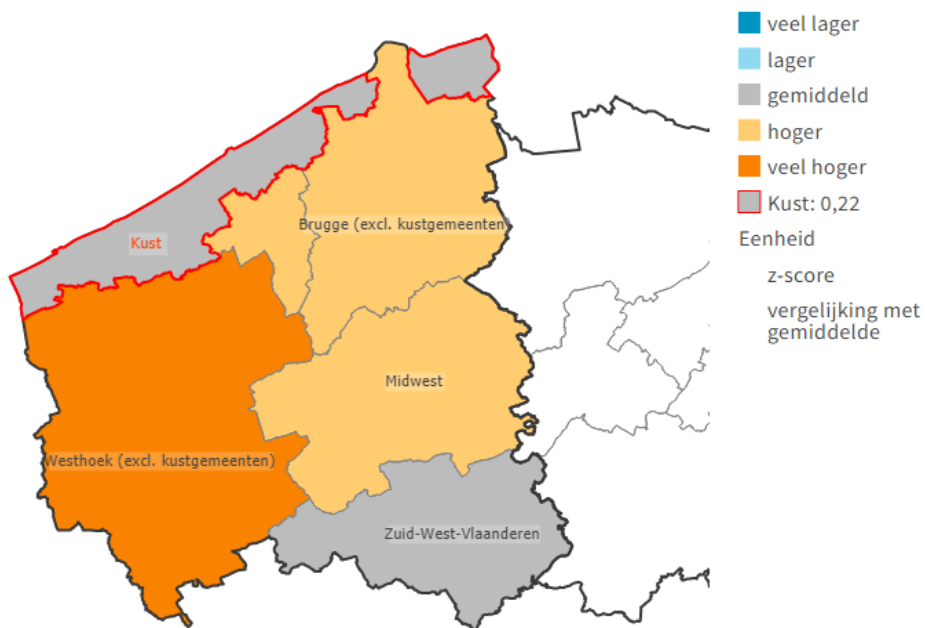 veel lager
lager
gemiddeld
hoger
veel hoger
Kust: 0,22
Eenheid
z-score
vergelijking met
gemiddelde
Brugge (excl. kustgemeenten)
Kust
Midwest
Westhoek (excl. kustgemeenten)
Zuid-West-Vlaanderen